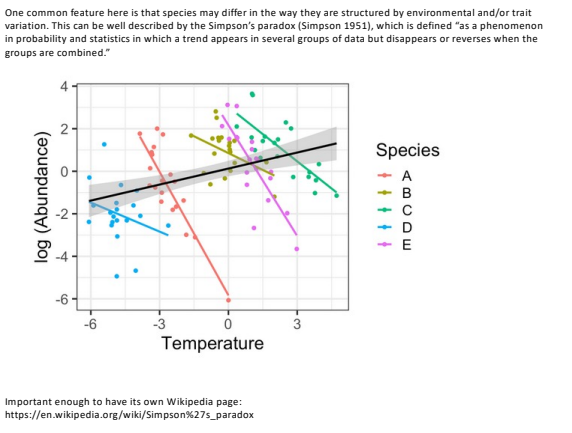 One common feature here is that species may differ in the way they are structured by environmental and/or trait
variation. This can be well described by the Simpson's paradox (Simpson 1951), which is defined “as a phenomenon
in probability and statistics in which a trend appears in several groups of data but disappears or reverses when the
groups are combined.”
4
2
0
-2
-4
-6
log (Abundance)
-6 -3 0 3
Temperature
Species
A
B
C
D
E
Important enough to have its own Wikipedia page:
https://en.wikipedia.org/wiki/Simpson%27s_paradox